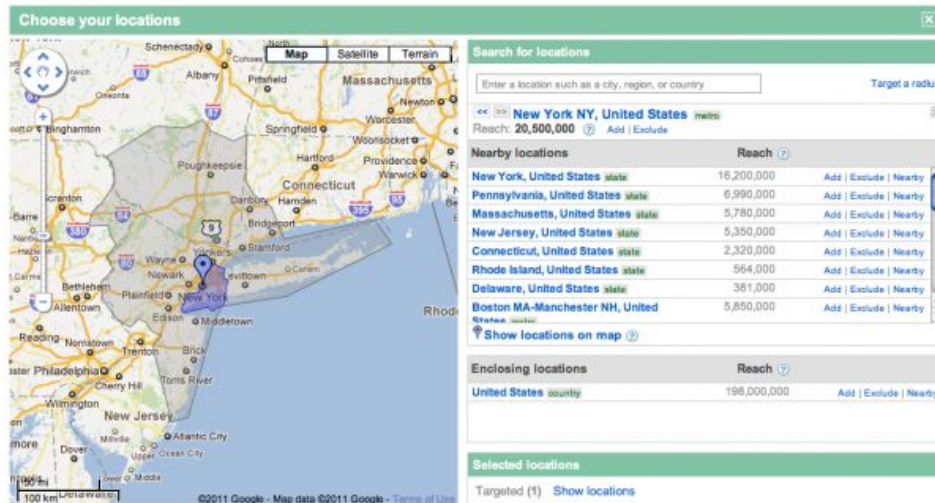 Choose your locations
Map Satellite Terrain
Schenectady
Albany
Pittsfield
Massachusetts
Newton
Worcester
Oneonta
Binghamton
Springfield
Woonsocket
Hartford
Providence
Warwick
Poughkeepsie
Connecticut
Danbury Hamden
Scranton
Bridgeport
Stamford
Yonkers
Wayne
Newark
Levittown
Coram
Bethlehem
Plainfield
New York
Allentown
Edison
Middletown
Reading
Norristown
Trenton
Brick
Philadelphia
Toms River
Cherry Hill
Wilmington
New Jersey
Millville
Atlantic City
Dover
Upper
Ocean City
100 km
©2011 Google - Map data ©2011 Google - Terms of Use
Search for locations
Enter a location such as a city, region, or country
Target a radiu
<< >> New York NY, United States metro
Reach: 20,500,000 Add | Exclude
Nearby locations Reach
New York, United States state 16,200,000 Add | Exclude | Nearby
Pennsylvania, United States state 6,990,000 Add | Exclude | Nearby
Massachusetts, United States state 5,780,000 Add | Exclude | Nearby
New Jersey, United States state 5,350,000 Add | Exclude | Nearby
Connecticut, United States state 2,320,000 Add | Exclude | Nearby
Rhode Island, United States state 564,000 Add | Exclude | Nearby
Delaware, United States state 381,000 Add | Exclude | Nearby
Boston MA-Manchester NH, United 5,850,000 Add | Exclude | Nearby
Show locations on map
Enclosing locations Reach
United States country 198,000,000 Add | Exclude | Nearby
Selected locations
Targeted (1) Show locations